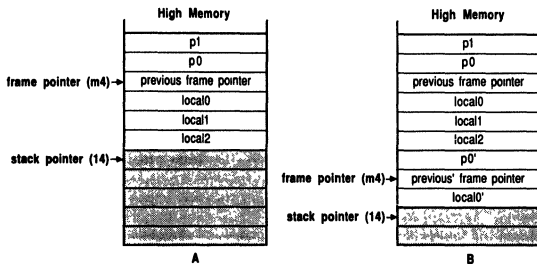 High Memory
p1
p0
frame pointer (m4)
previous frame pointer
local0
local1
local2
stack pointer (14)
A
High Memory
p1
p0
previous frame pointer
local0
local1
local2
p0'
frame pointer (m4)
previous' frame pointer
local0'
stack pointer (14)
B